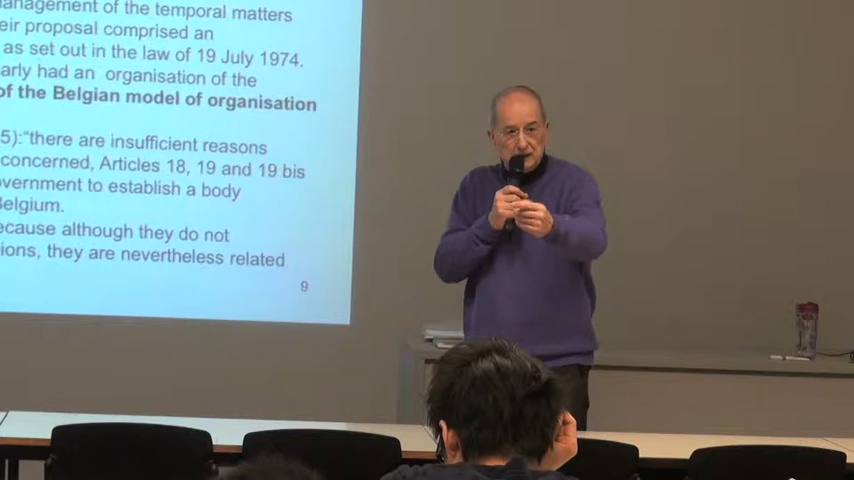 anagement of the temporal matters
eir proposal comprised an
as set out in the law of 19 July 1974.
arly had an organisation of the
of the Belgian model of organisation
5):“there are insufficient reasons
concerned, Articles 18, 19 and 19 bis
vernment to establish a body
elgium.
ecause although they do not
ions, they are nevertheless related
9